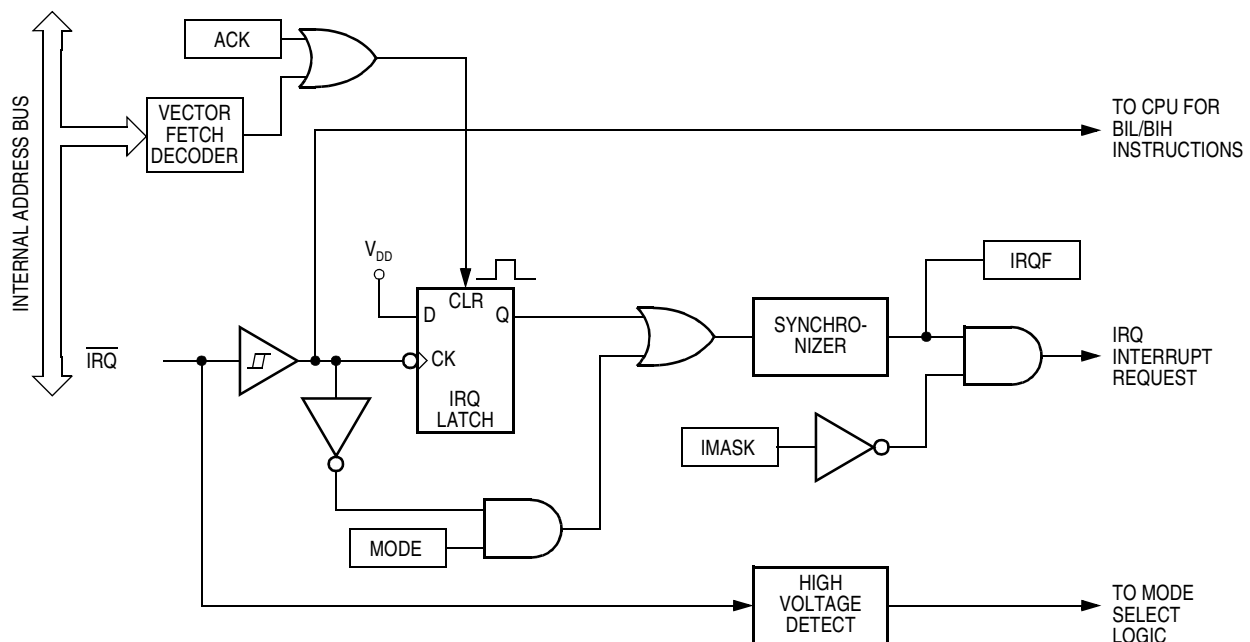 INTERNAL ADDRESS BUS
ACK
VECTOR
FETCH
DECODER
TO CPU FOR
BIL/BIH
INSTRUCTIONS
VDD
CLR
D
Q
CK
IRQ
LATCH
IRQ
SYNCHRO-
NIZER
IRQF
IRQ
INTERRUPT
REQUEST
IMASK
MODE
HIGH
VOLTAGE
DETECT
TO MODE
SELECT
LOGIC